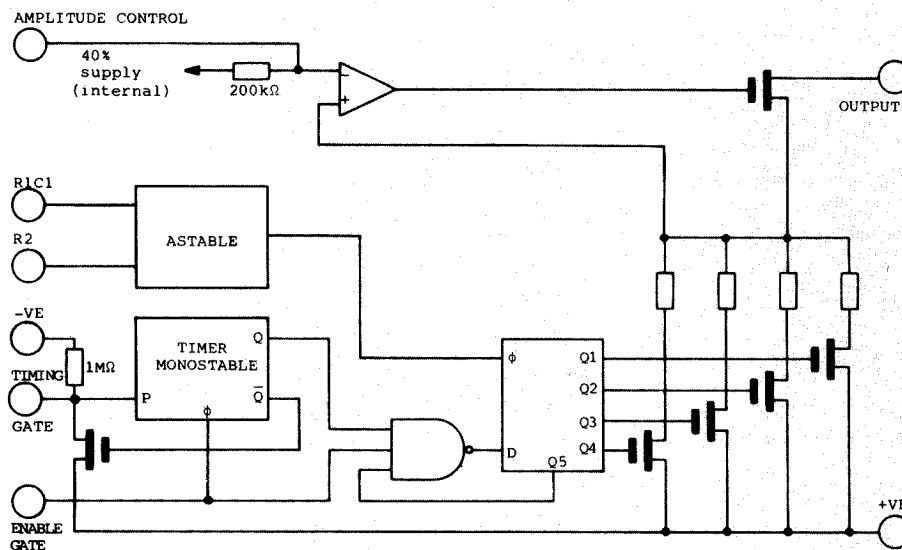 AMPLITUDE CONTROL
40%
supply
(internal)
200kΩ
−
+
OUTPUT
R1C1
R2
ASTABLE
-VE
1MΩ
TIMING
GATE
TIMER
MONOSTABLE
Q
Q̅
P
ϕ
ϕ
Q1
Q2
Q3
Q4
D
Q5
ENABLE
GATE
+VE